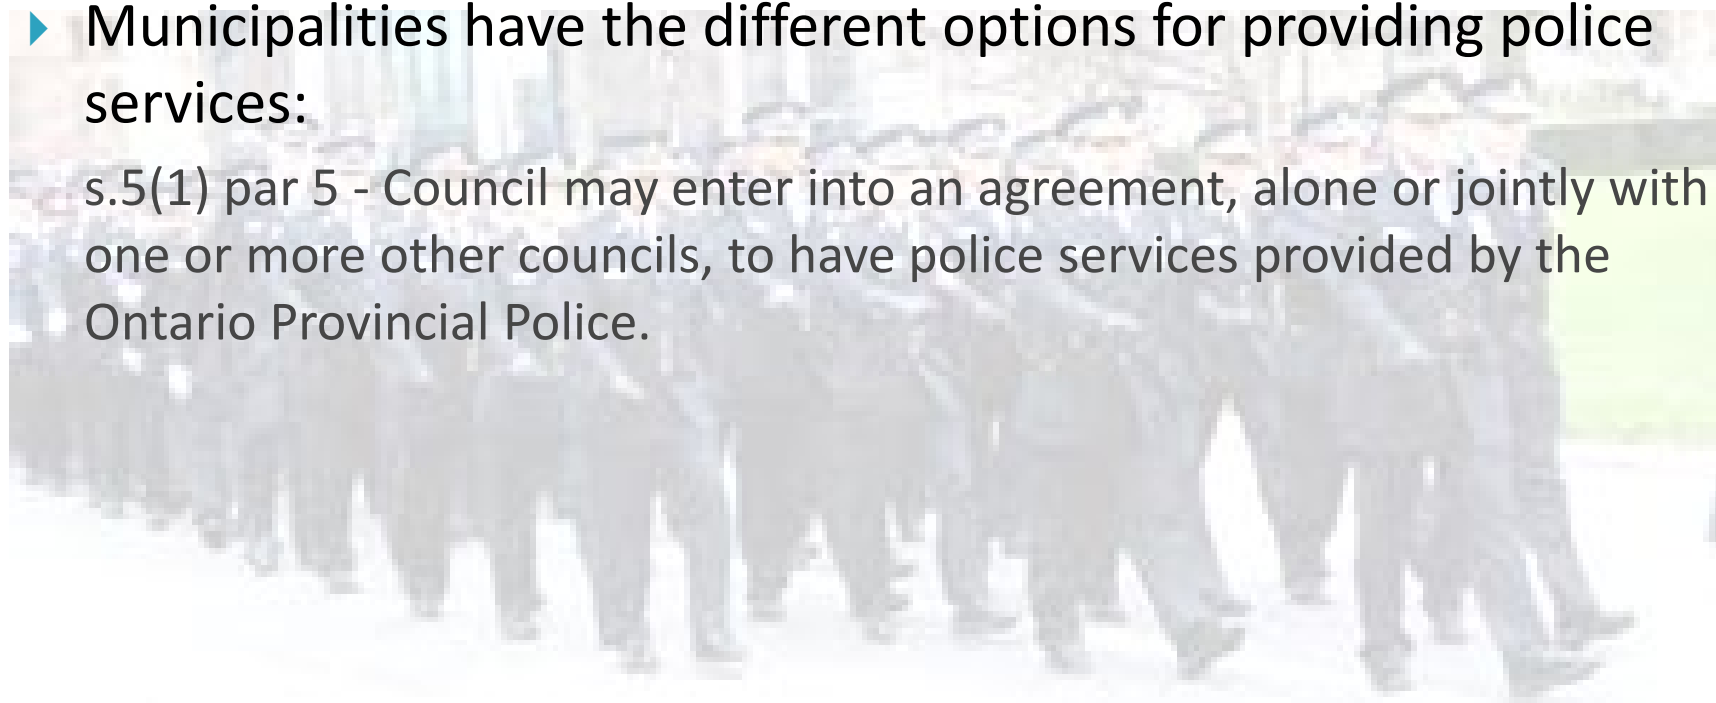 Municipalities have the different options for providing police
services:
s.5(1) par 5 - Council may enter into an agreement, alone or jointly with
one or more other councils, to have police services provided by the
Ontario Provincial Police.